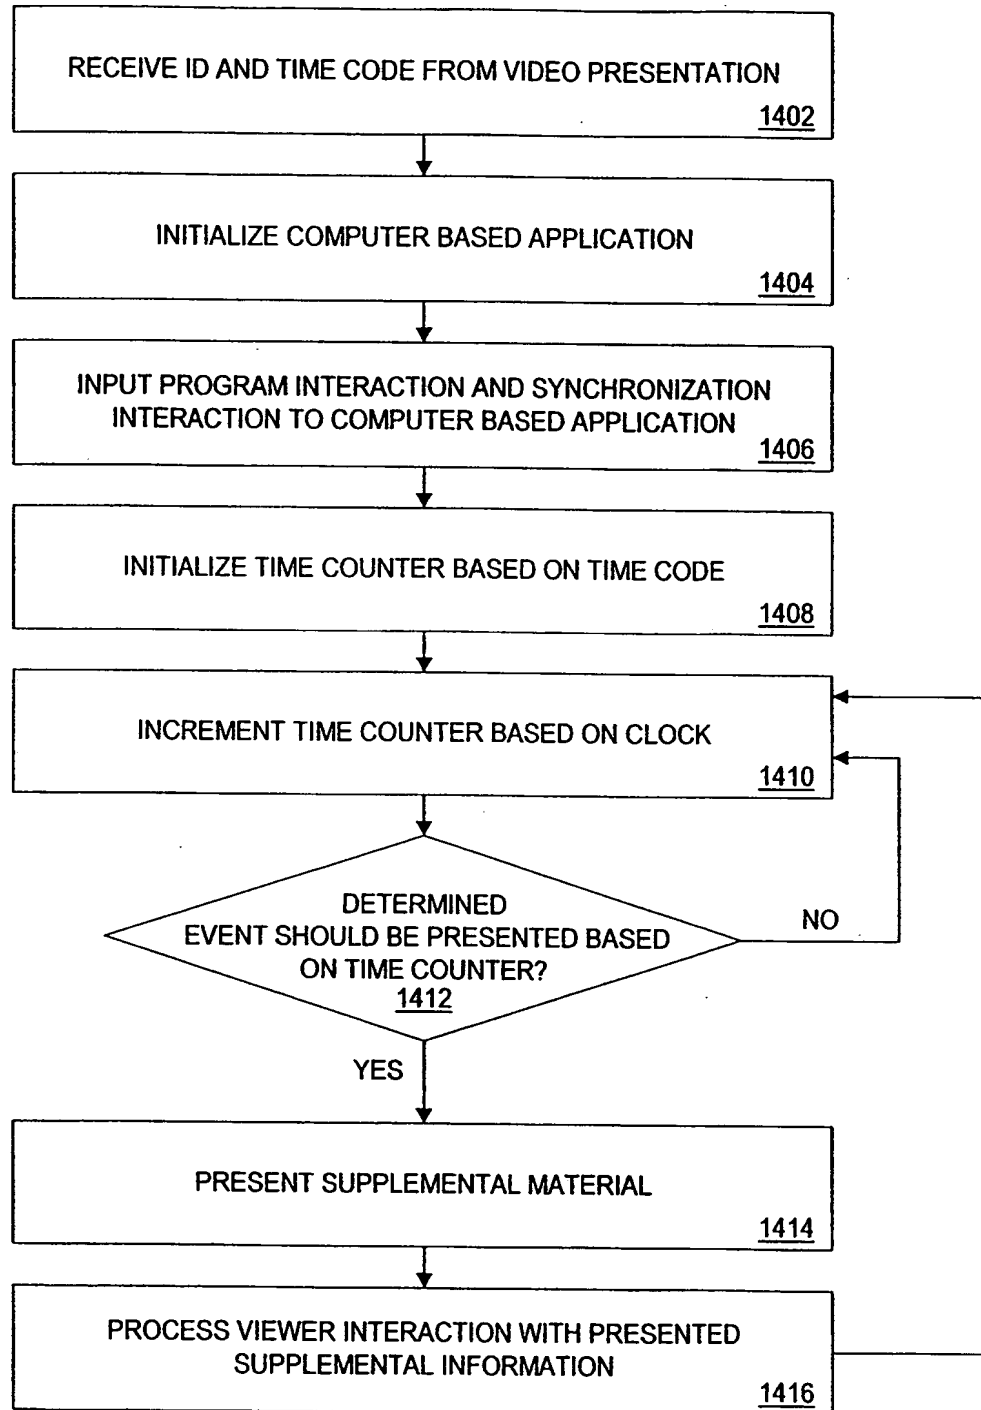 RECEIVE ID AND TIME CODE FROM VIDEO PRESENTATION
1402
INITIALIZE COMPUTER BASED APPLICATION
1404
INPUT PROGRAM INTERACTION AND SYNCHRONIZATION
INTERACTION TO COMPUTER BASED APPLICATION
1406
INITIALIZE TIME COUNTER BASED ON TIME CODE
1408
INCREMENT TIME COUNTER BASED ON CLOCK
1410
DETERMINED
EVENT SHOULD BE PRESENTED BASED
ON TIME COUNTER?
1412
NO
YES
PRESENT SUPPLEMENTAL MATERIAL
1414
PROCESS VIEWER INTERACTION WITH PRESENTED
SUPPLEMENTAL INFORMATION
1416